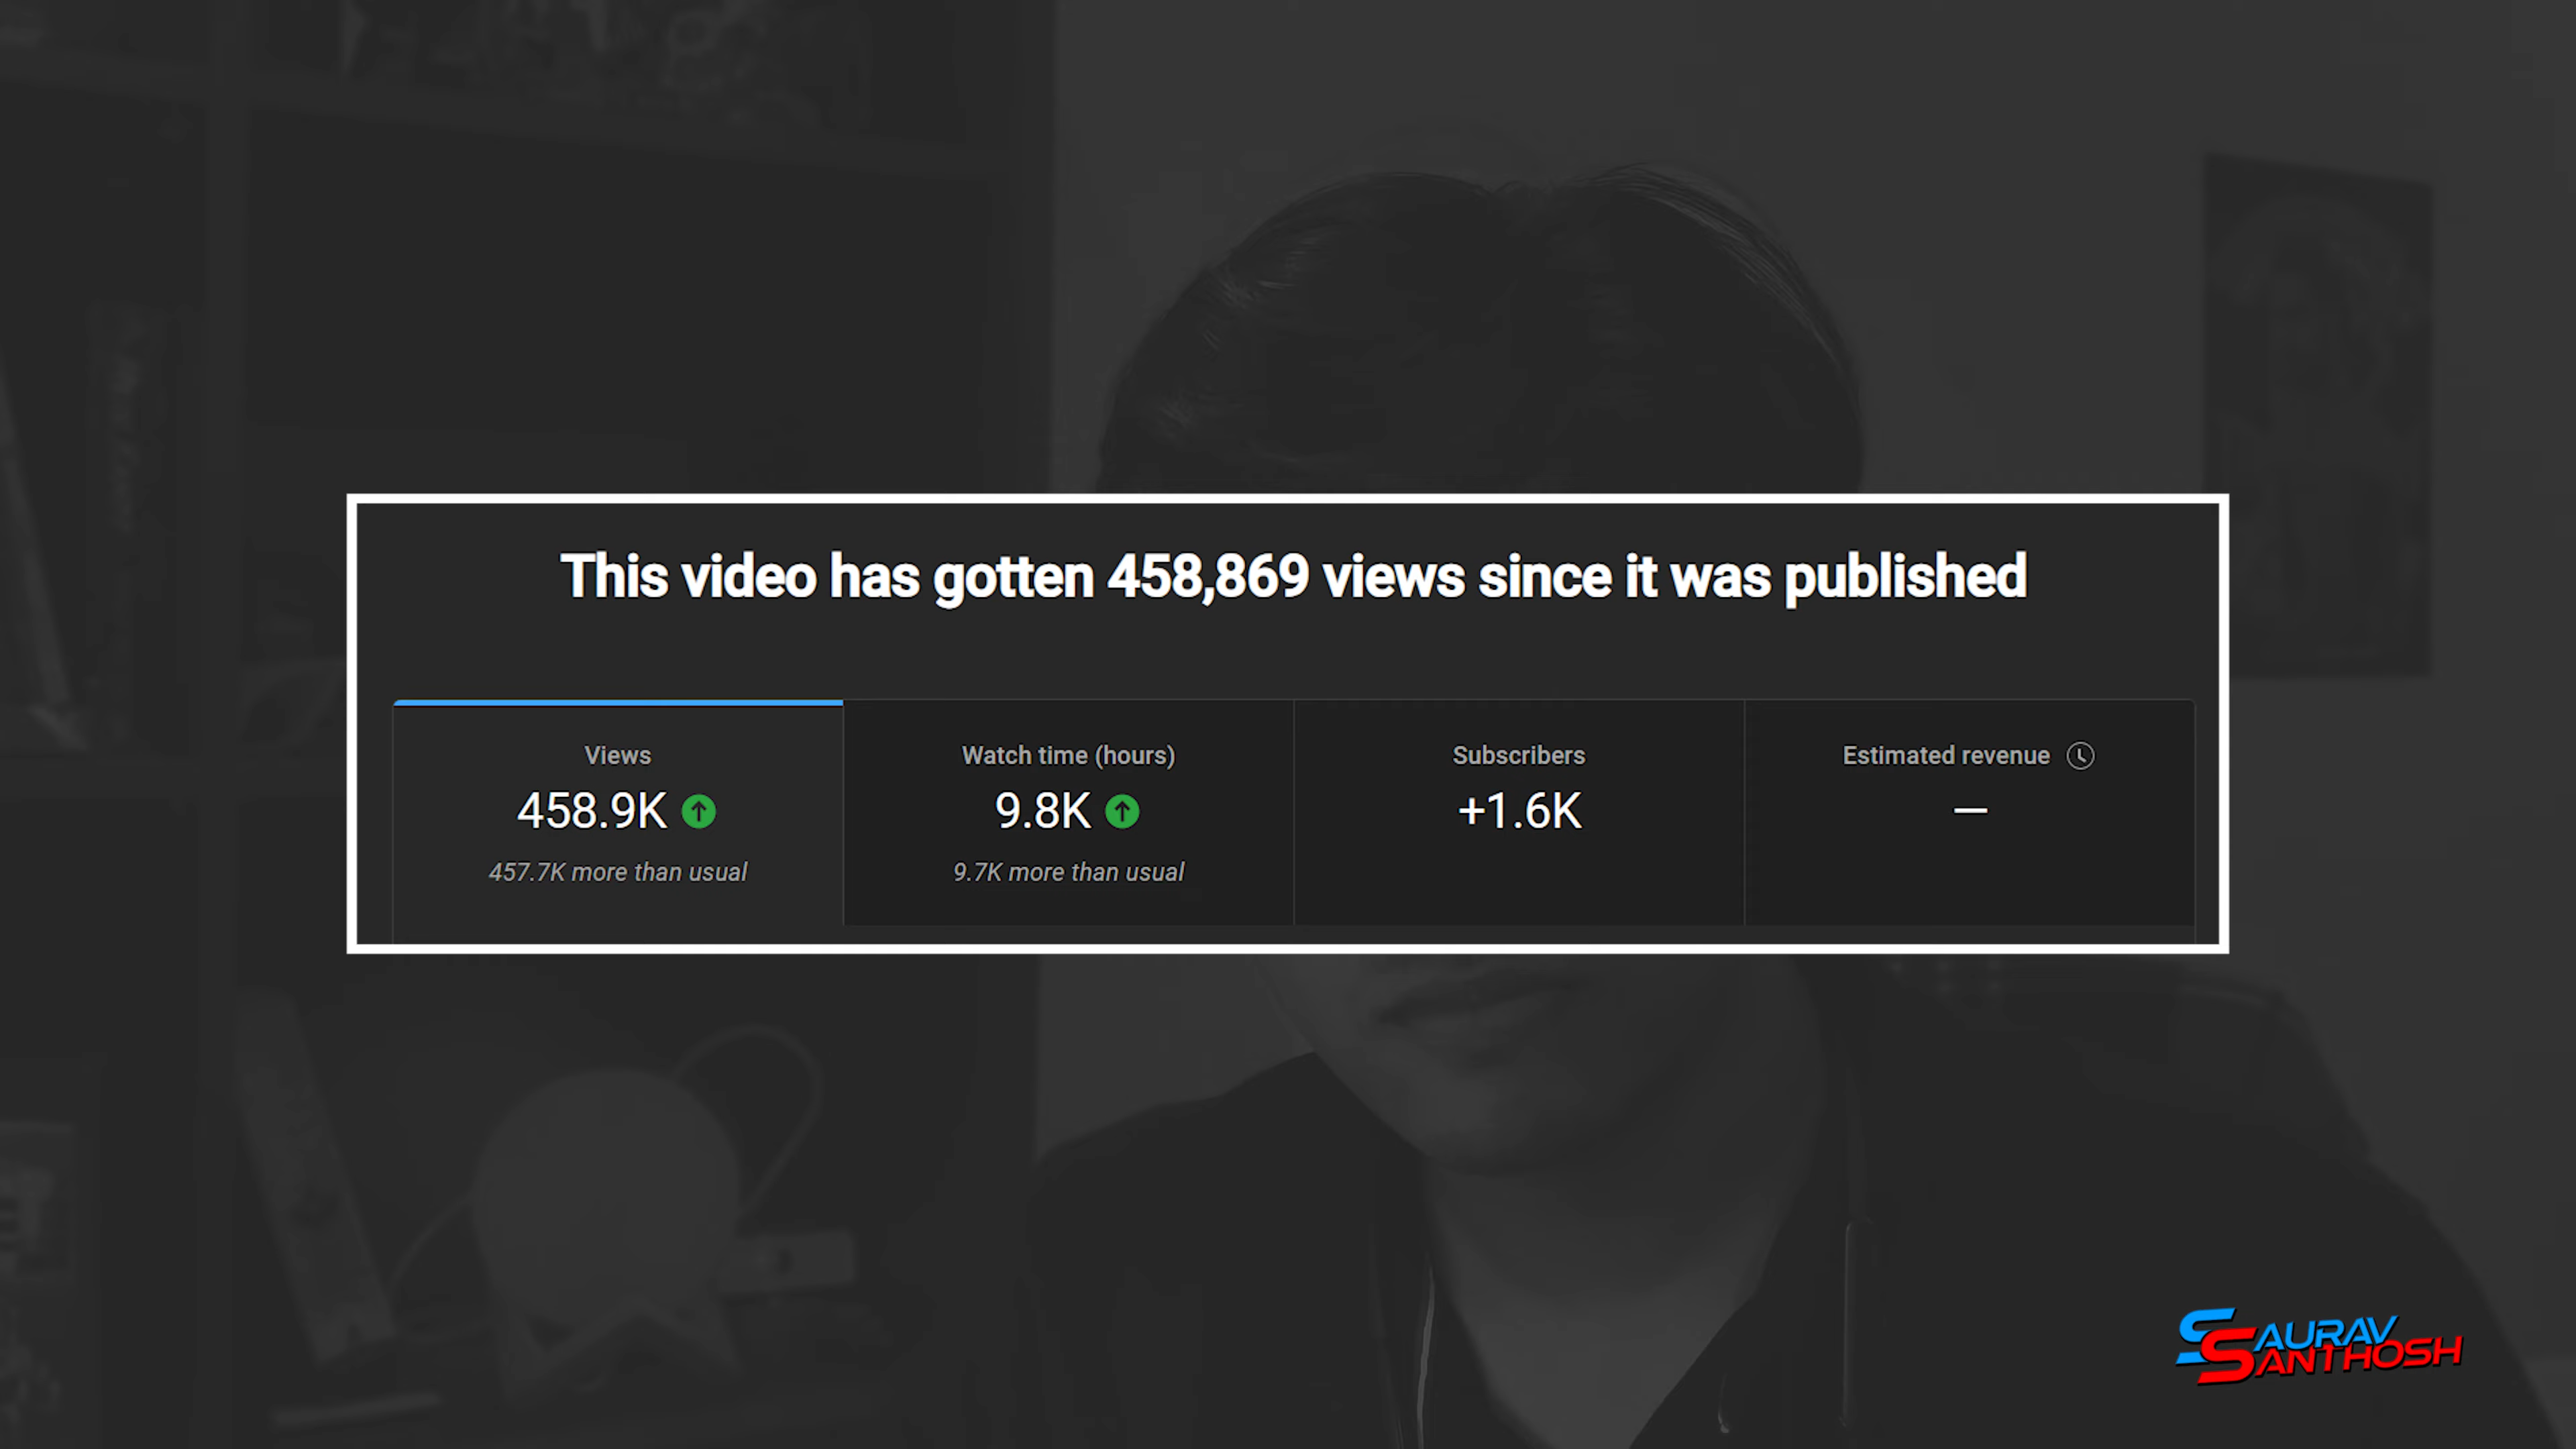 This video has gotten 458,869 views since it was published
Views
458.9K
457.7K more than usual
Watch time (hours)
9.8K
9.7K more than usual
Subscribers
+1.6K
Estimated revenue
—
SAURAV
SANTHOSH